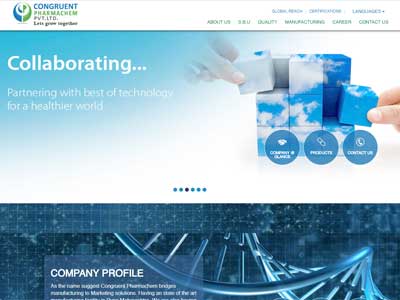 CONGRUENT
PHARMACHEM
PVT.LTD.
Lets grow together
GLOBAL REACH | CERTIFICATIONS | LANGUAGES
ABOUT US S B U QUALITY MANUFACTURING CAREER CONTACT US
Collaborating...
Partnering with best of technology
for a healthier world
COMPANY @
GLANCE
PRODUCTS
CONTACT US
COMPANY PROFILE
As the name suggest Congruent Pharmachem bridges
manufacturing to Marketing solutions. Having an state of the art